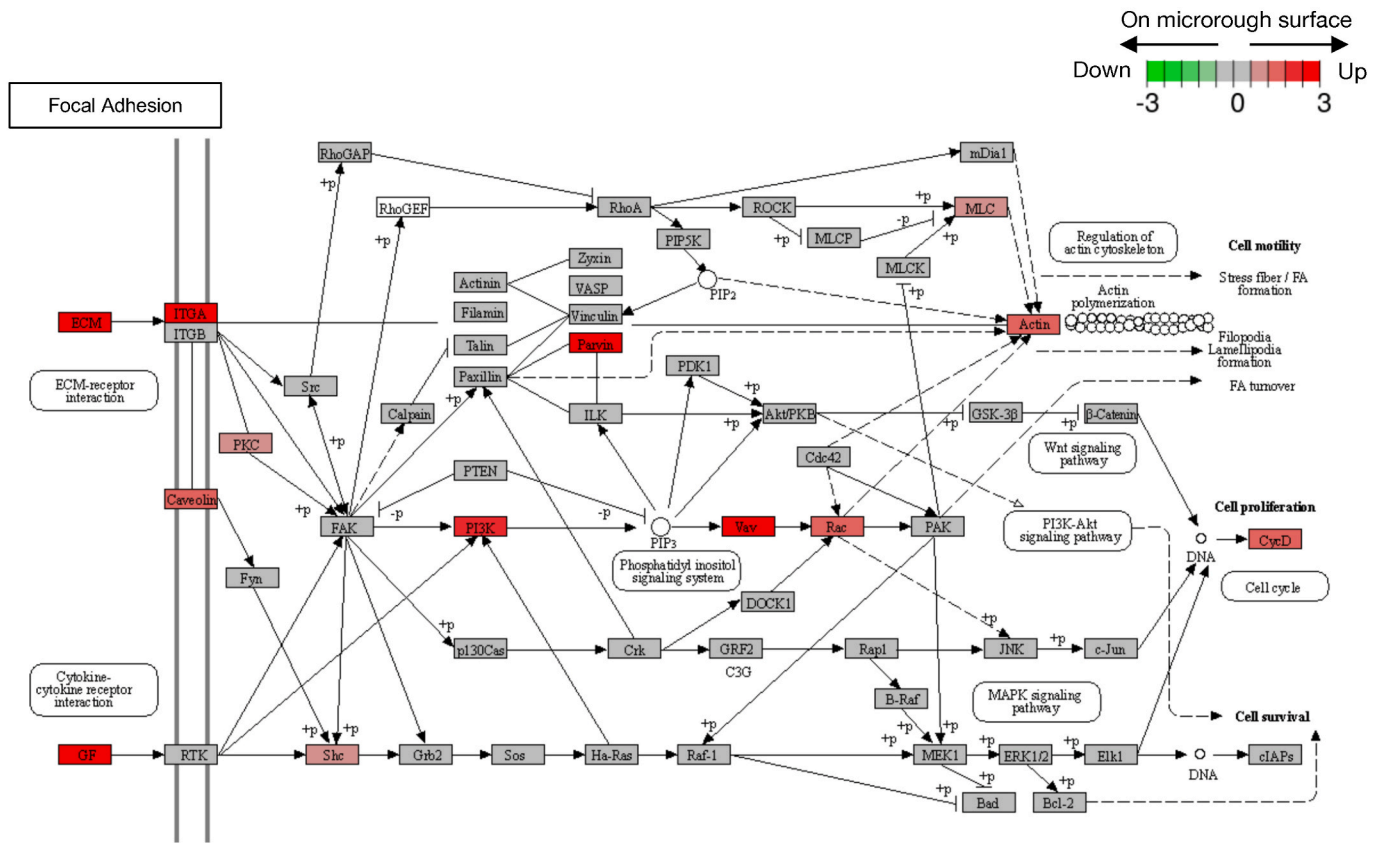 On microrough surface
Down
Up
-3
0
3
Focal Adhesion
RhoGAP
mDia1
+p
RhoGEF
RhoA
ROCK
+p
MLC
-p
+p
PIP5K
+p
MLCP
+p
Regulation of
actin cytoskeleton
Cell motility
Zyxin
MLCK
Actinin
VASP
PIP2
+p
Stress fiber / FA
formation
Actin
polymerization
ECM
ITGA
ITGB
Filamin
Vinculin
Actin
Talin
Parvin
Filopodia
Lamellipodia
formation
ECM-receptor
interaction
Src
Paxillin
PDK1
+p
FA turnover
Calpain
+p
ILK
+p
Akt/PKB
GSK-3β
+p
β-Catenin
PKC
+p
Cdc42
Wnt signaling
pathway
PTEN
Caveolin
+p
-p
-p
FAK
PI3K
PIP3
Vav
Rac
PAK
PI3K-Akt
signaling pathway
Cell proliferation
DNA
CycD
Phosphatidyl inositol
signaling system
Fyn
DOCK1
Cell cycle
+p
+p
+p
p130Cas
Crk
GRF2
C3G
Rap1
JNK
c-Jun
Cytokine-
cytokine receptor
interaction
B-Raf
MAPK signaling
pathway
+p
+p
+p
+p
+p
Cell survival
GF
RTK
Shc
Grb2
Sos
Ha-Ras
Raf-1
+p
MEK1
+p
ERK1/2
+p
Elk1
DNA
cIAPs
+p
+p
+p
Bad
Bcl-2